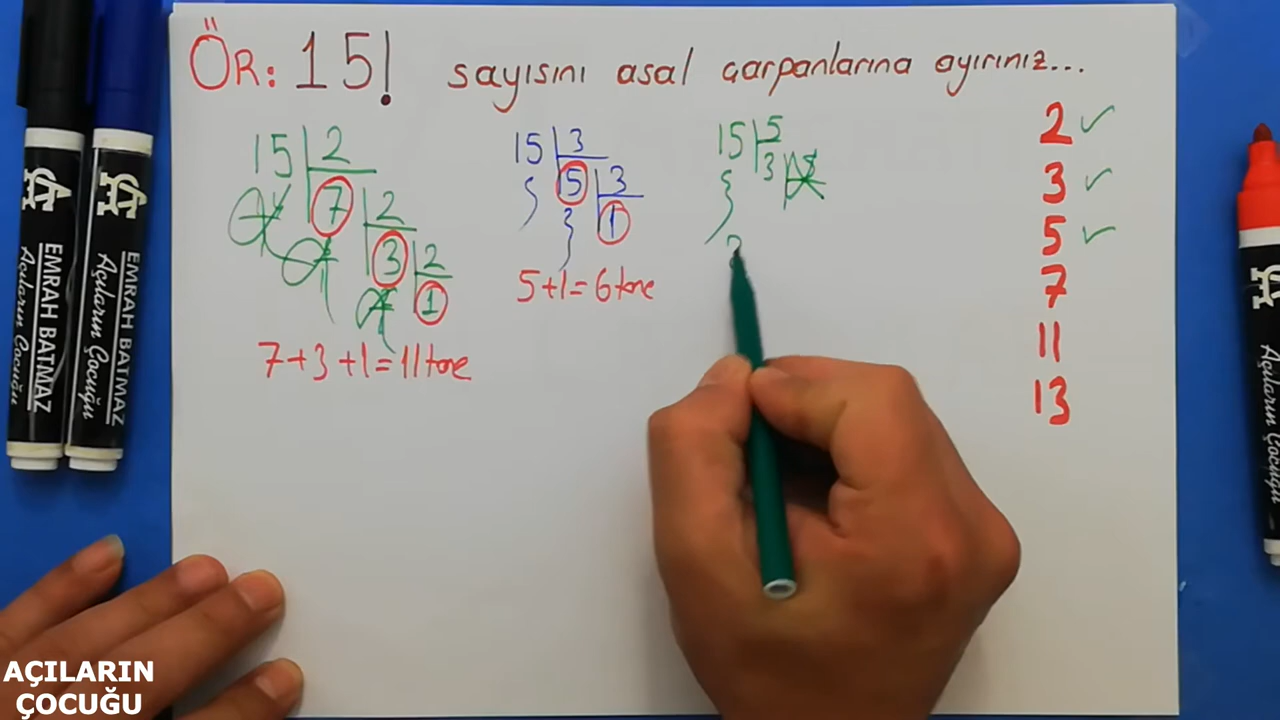 ÖR: 15! sayısını asal çarpanlarına ayırınız...
15 2
7 2
3 2
1
7+3+1=11 tane
15 3
5 3
1
5+1=6 tane
15 5
3
2 ✓
3 ✓
5 ✓
7
11
13
EMRAH BATMAZ
Açıların Çocuğu
EMRAH BATMAZ
Açıların Çocuğu
Açıların Çocuğu
AÇILARIN
ÇOCUĞU